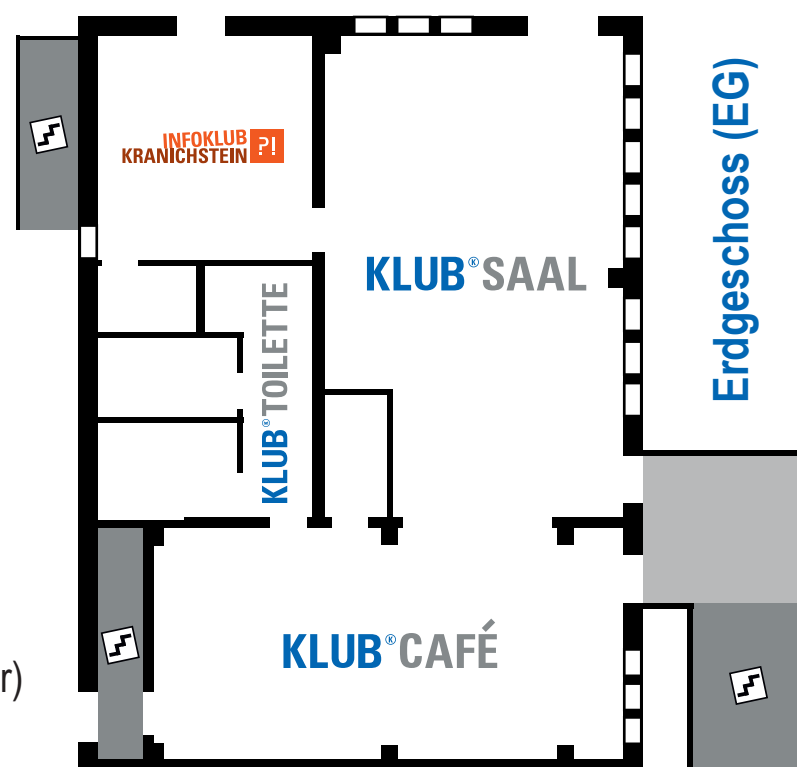 INFOKLUB
KRANICHSTEIN ?!
KLUB®SAAL
Erdgeschoss (EG)
KLUB®TOILETTE
KLUB®CAFÉ
r)